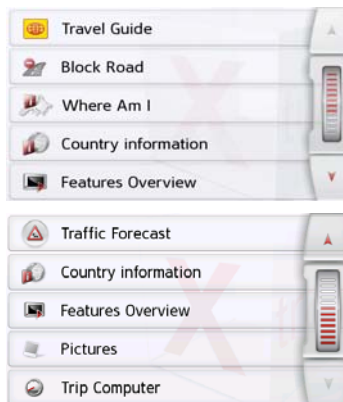 Travel Guide
Block Road
Where Am I
Country information
Features Overview
Traffic Forecast
Country information
Features Overview
Pictures
Trip Computer